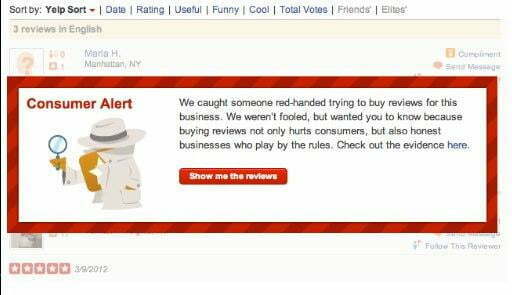 Sort by: Yelp Sort | Date | Rating | Useful | Funny | Cool | Total Votes | Friends' | Elites'
3 reviews in English
Maria H.
Manhattan, NY
Compliment
Send Message
Consumer Alert
We caught someone red-handed trying to buy reviews for this
business. We weren't fooled, but wanted you to know because
buying reviews not only hurts consumers, but also honest
businesses who play by the rules. Check out the evidence here.
Show me the reviews
Send Message
Follow This Reviewer
3/9/2012